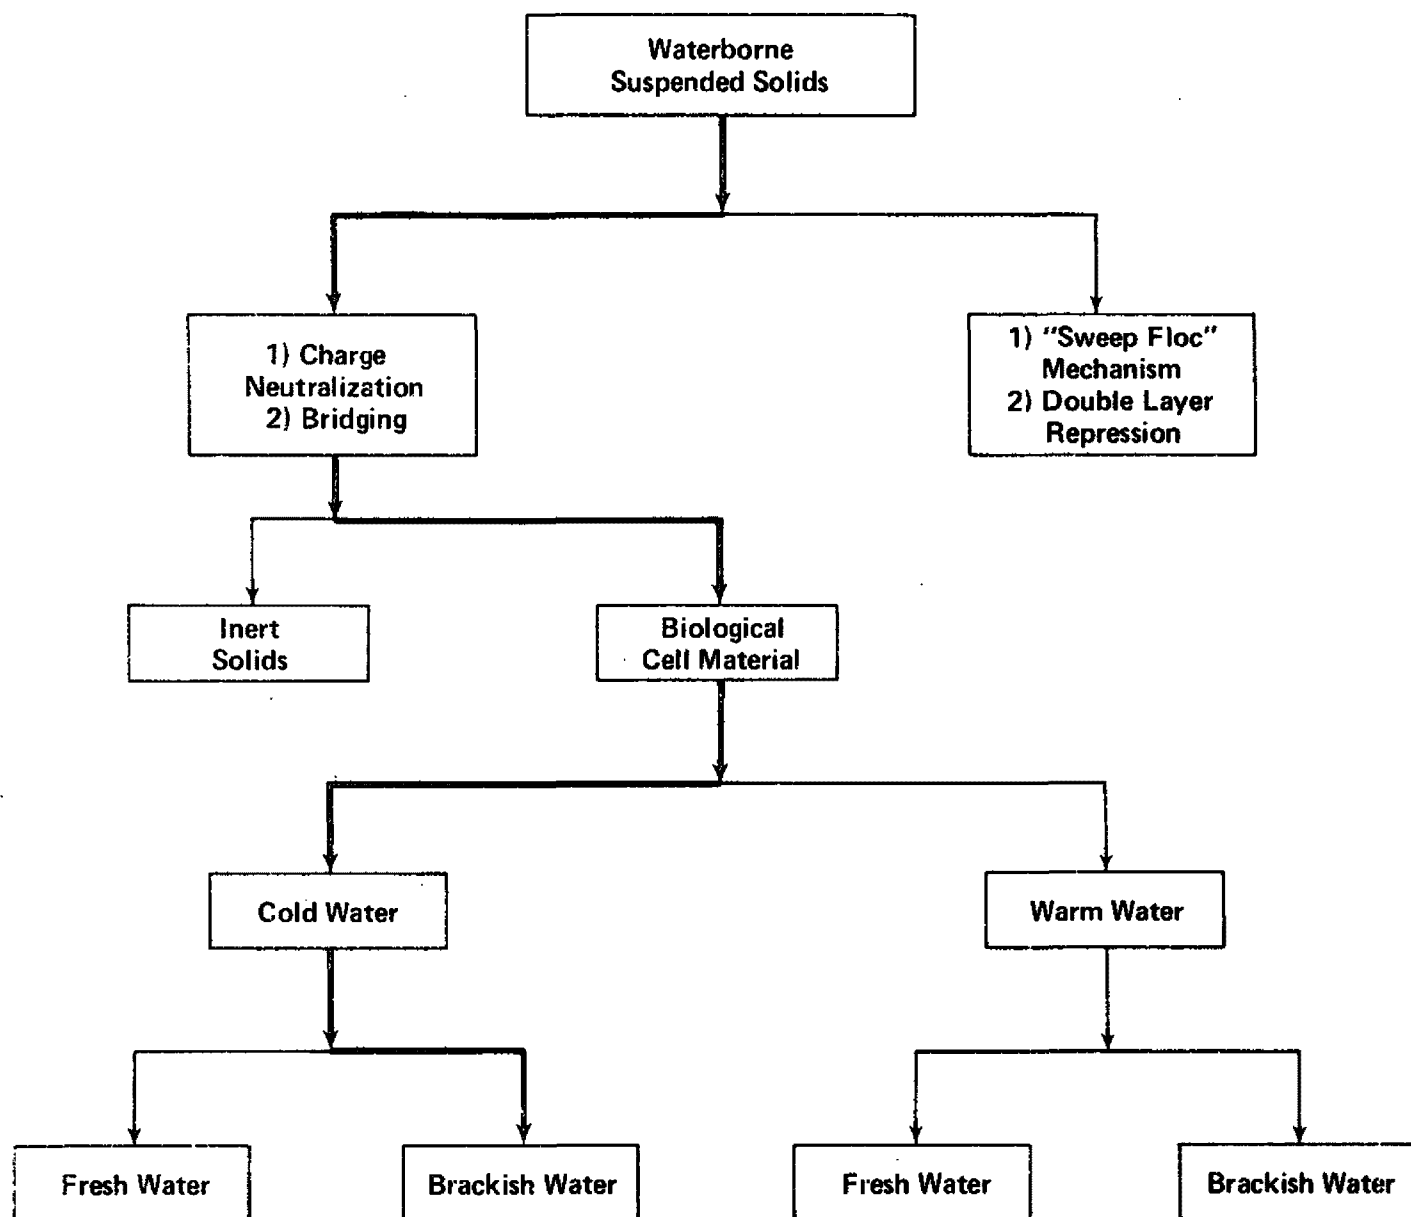 Waterborne
Suspended Solids
1) Charge
Neutralization
2) Bridging
1) "Sweep Floc"
Mechanism
2) Double Layer
Repression
Inert
Solids
Biological
Cell Material
Cold Water
Warm Water
Fresh Water
Brackish Water
Fresh Water
Brackish Water